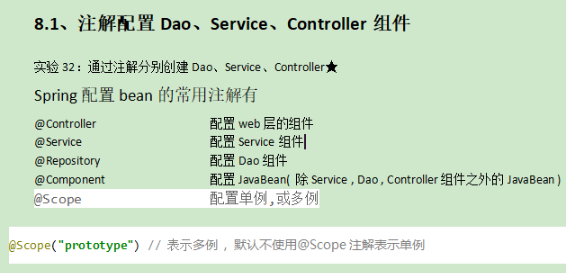 8.1、注解配置 Dao、Service、Controller 组件
实验 32：通过注解分别创建 Dao、Service、Controller★
Spring 配置 bean 的常用注解有
@Controller 配置 web 层的组件
@Service 配置 Service 组件
@Repository 配置 Dao 组件
@Component 配置 JavaBean( 除 Service , Dao , Controller 组件之外的 JavaBean )
@Scope 配置单例,或多例
@Scope("prototype") // 表示多例 ，默认不使用@Scope 注解表示单例